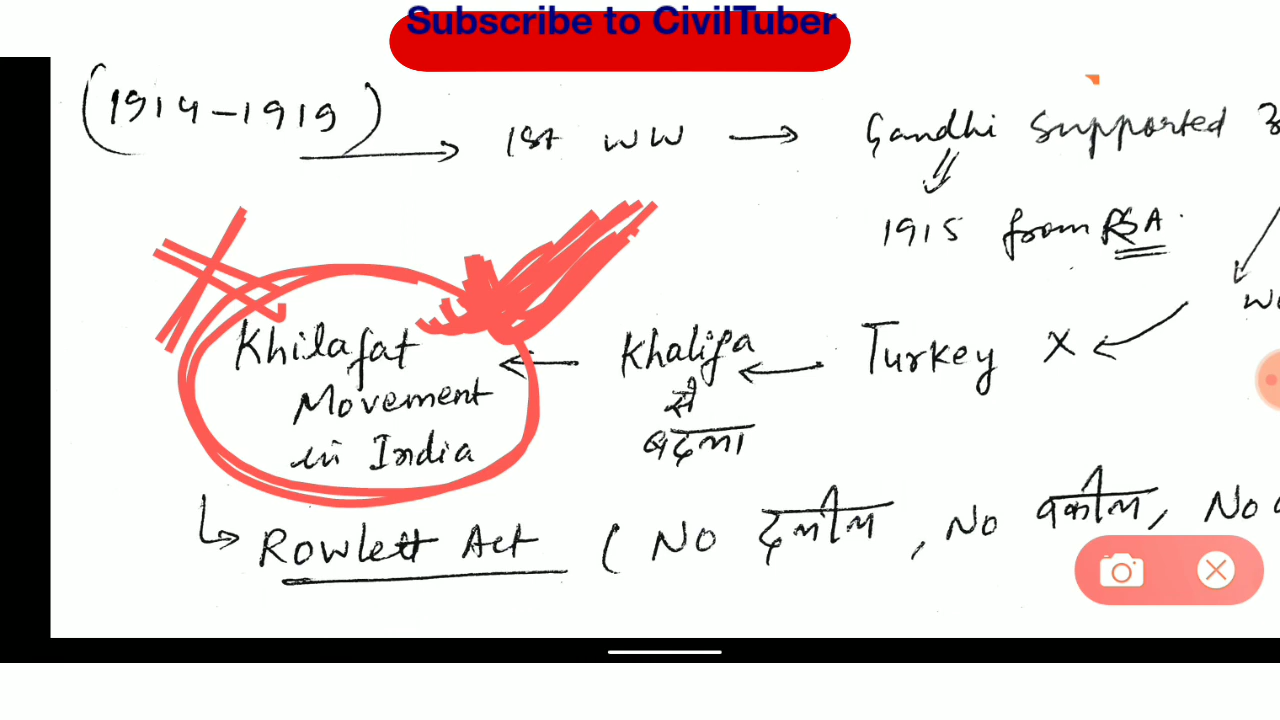 Subscribe to CivilTuber
(1914-1919) → 1st WW → Gandhi supported
1915 from RSA.
Khilafat ← Khalifa ← Turkey X ←
Movement से
in India बदला
↳ Rowlett Act ( No दलील, No वकील, No